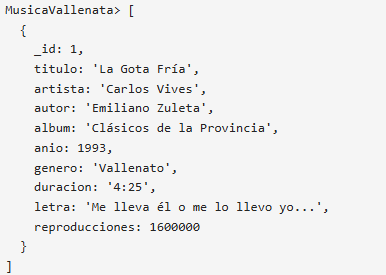 MusicaVallenata> [
  {
    _id: 1,
    titulo: 'La Gota Fría',
    artista: 'Carlos Vives',
    autor: 'Emiliano Zuleta',
    album: 'Clásicos de la Provincia',
    anio: 1993,
    genero: 'Vallenato',
    duracion: '4:25',
    letra: 'Me lleva él o me lo llevo yo...',
    reproducciones: 1600000
  }
]